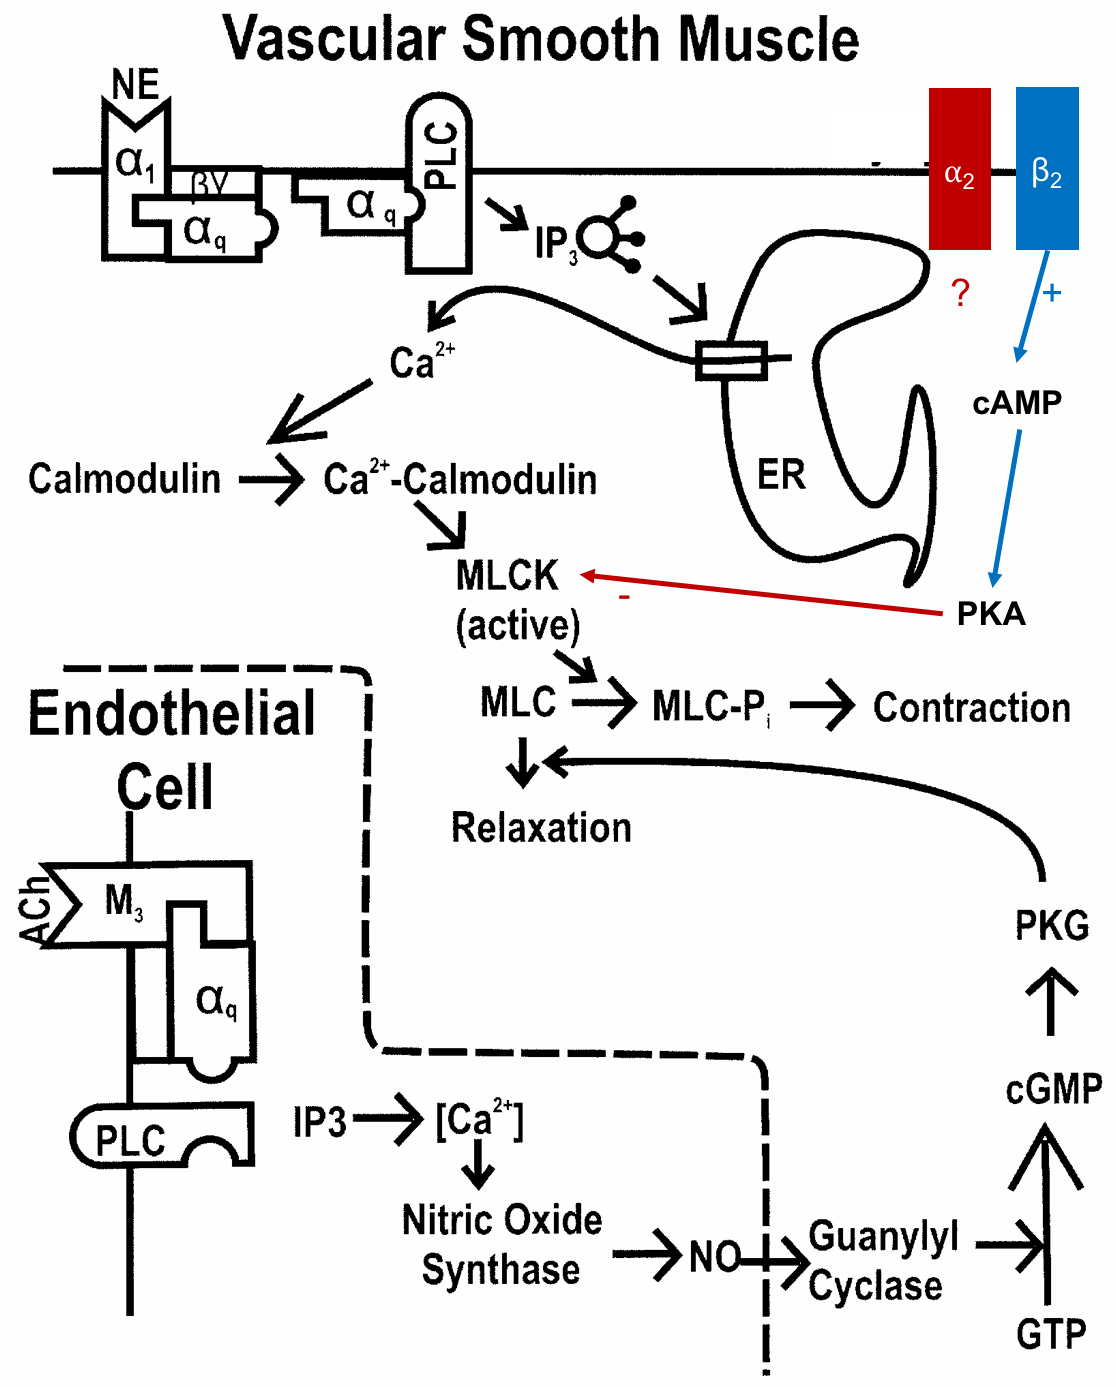 Vascular Smooth Muscle
NE
α1
βγ
αq
αq
PLC
IP3
α2
β2
?
+
Ca2+
cAMP
Calmodulin
Ca2+-Calmodulin
ER
MLCK
(active)
-
PKA
MLC
MLC-Pi
Contraction
Relaxation
Endothelial
Cell
ACh
M3
αq
PLC
IP3
[Ca2+]
Nitric Oxide
Synthase
NO
Guanylyl
Cyclase
PKG
cGMP
GTP